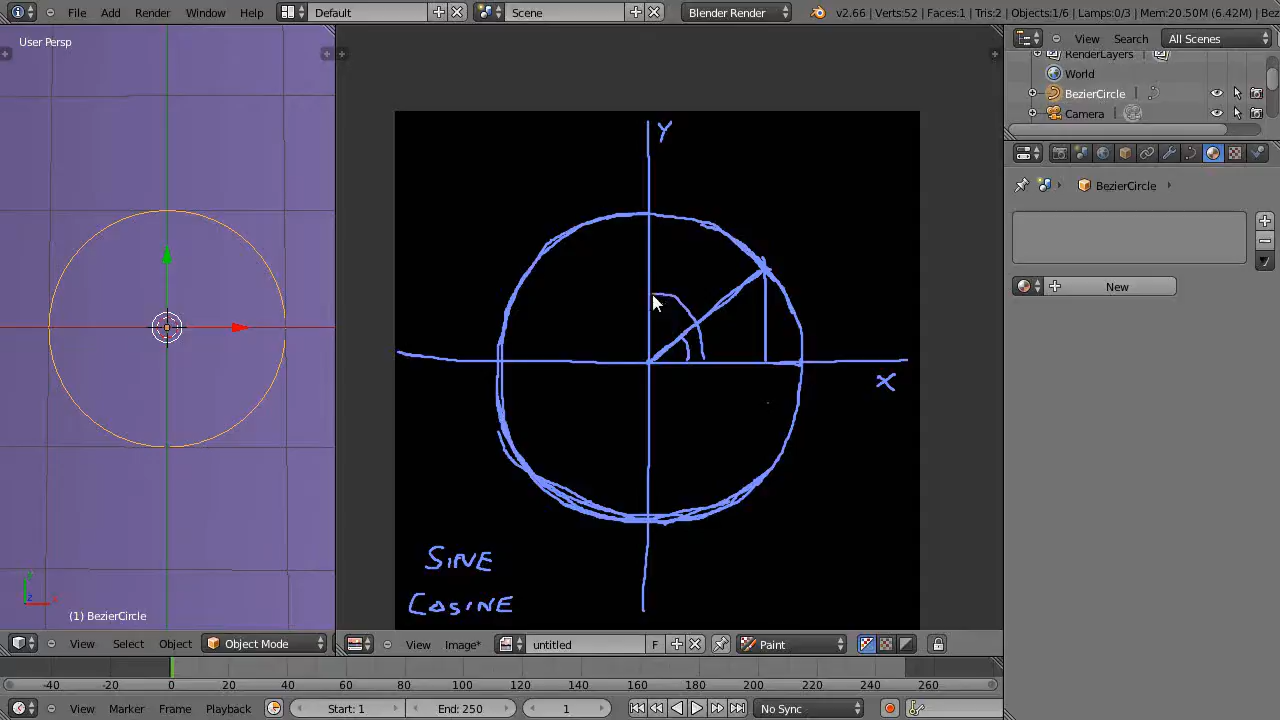 File Add Render Window Help Default Scene Blender Render v2.66 | Verts:52 | Faces:1 | Tris:2 | Objects:1/6 | Lamps:0/3 | Mem:20.50M (6.42M) | Bez
User Persp
View Search All Scenes
RenderLayers
World
BezierCircle
Camera
BezierCircle
New
Y
X
SINE
COSINE
(1) BezierCircle
View Select Object Object Mode View Image* untitled F Paint
-40 -20 0 20 40 60 80 100 120 140 160 180 200 220 240 260
View Marker Frame Playback Start: 1 End: 250 1 No Sync